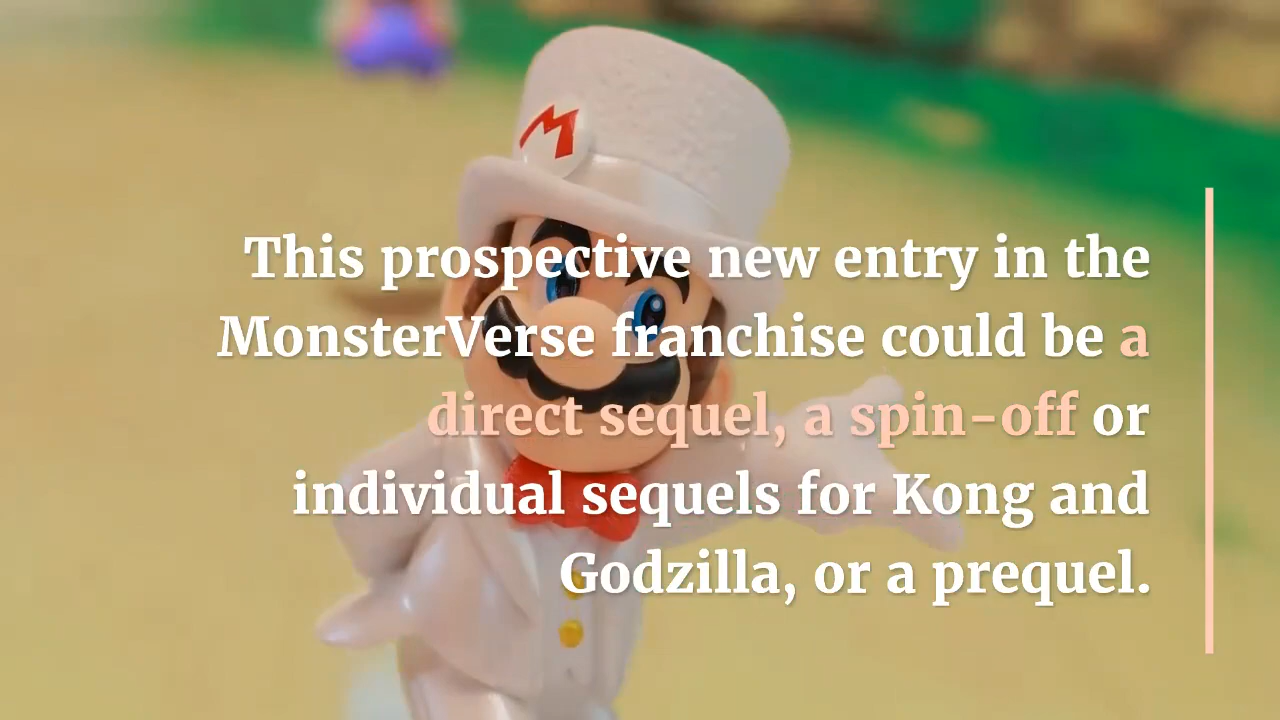 M
This prospective new entry in the
MonsterVerse franchise could be a
direct sequel, a spin-off or
individual sequels for Kong and
Godzilla, or a prequel.